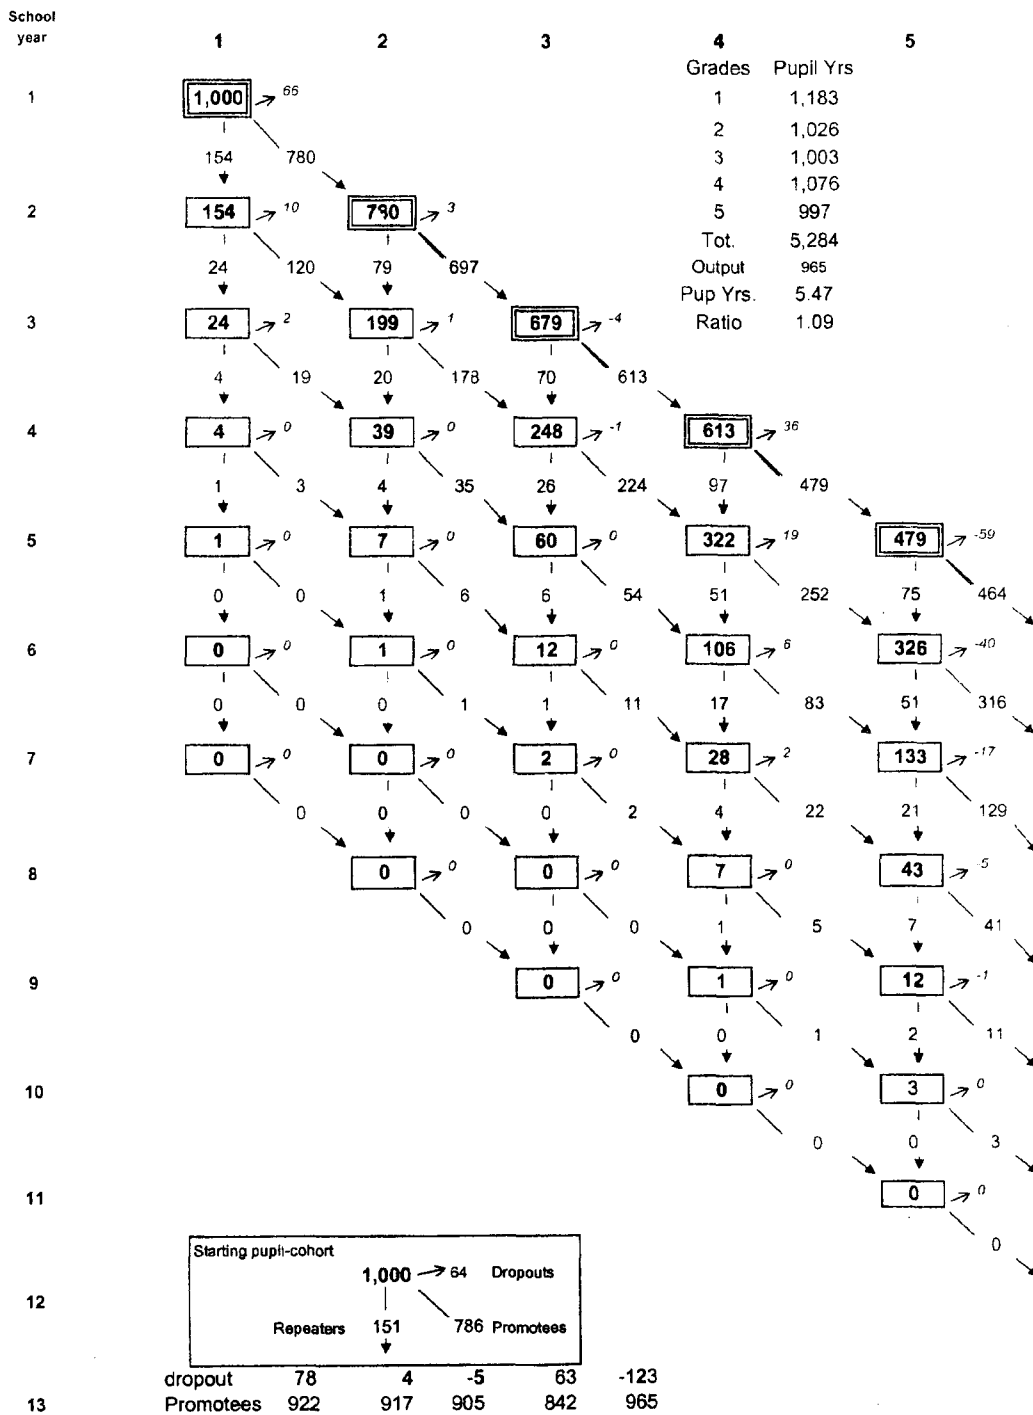 School
year 1 2 3 4 5
Grades Pupil Yrs
1 1,000 66 1 1,183
2 1,026
154 780 3 1,003
4 1,076
2 154 10 780 3 5 997
Tot. 5,284
24 120 79 697 Output 965
Pup Yrs. 5.47
3 24 2 199 1 679 -4 Ratio 1.09
4 19 20 178 70 613
4 4 0 39 0 248 -1 613 36
1 3 4 35 26 224 97 479
5 1 0 7 0 60 0 322 19 479 -59
0 0 1 6 6 54 51 252 75 464
6 0 0 1 0 12 0 106 6 326 -40
0 0 0 1 1 11 17 83 51 316
7 0 0 0 0 2 0 28 2 133 -17
0 0 0 0 2 4 22 21 129
8 0 0 0 0 7 0 43 -5
0 0 0 1 5 7 41
9 0 0 1 0 12 -1
0 0 1 2 11
10 0 0 3 0
0 0 3
11 0 0
0
Starting pupil-cohort
1,000 64 Dropouts
12
Repeaters 151 786 Promotees
dropout 78 4 -5 63 -123
13 Promotees 922 917 905 842 965